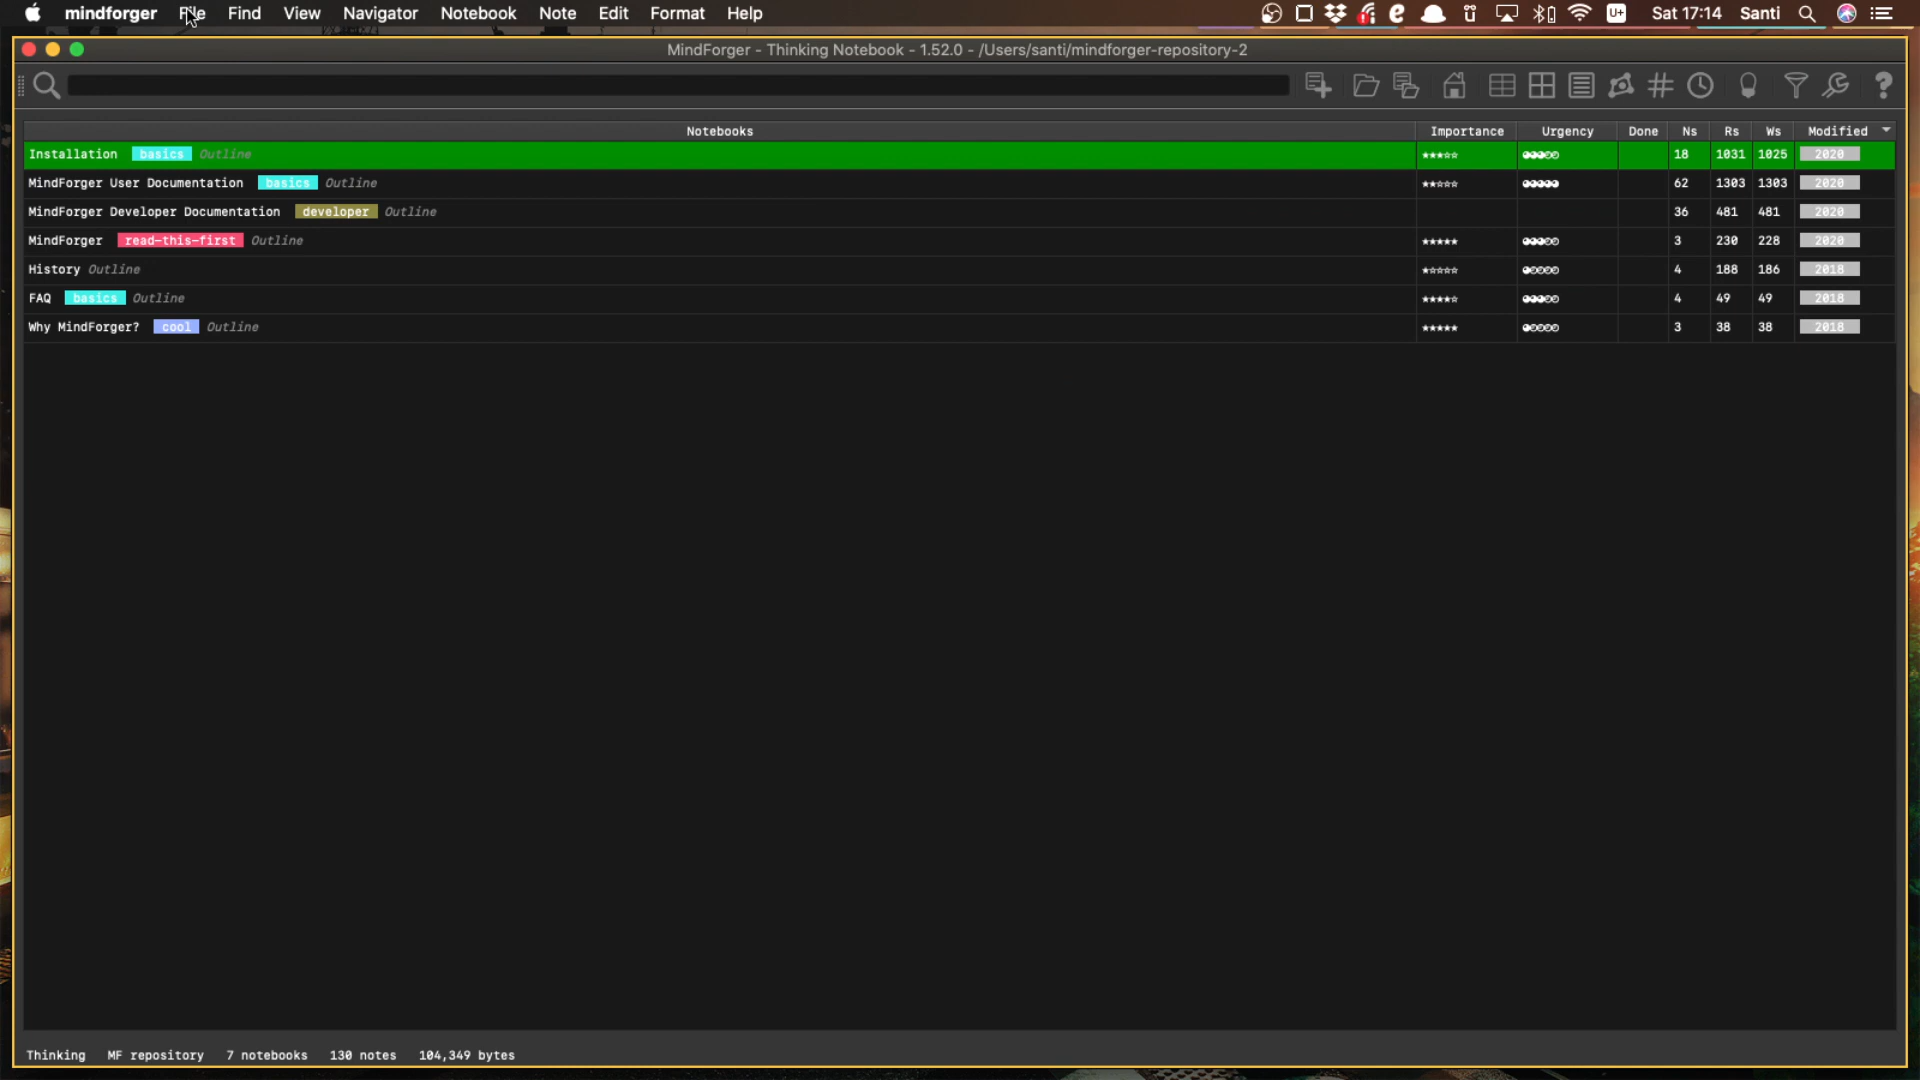 mindforger File Find View Navigator Notebook Note Edit Format Help Sat 17:14 Santi
MindForger - Thinking Notebook - 1.52.0 - /Users/santi/mindforger-repository-2
Notebooks Importance Urgency Done Ns Rs Ws Modified
Installation basics Outline ★★★☆☆ 18 1031 1025 2020
MindForger User Documentation basics Outline ★★☆☆☆ 62 1303 1303 2020
MindForger Developer Documentation developer Outline 36 481 481 2020
MindForger read-this-first Outline ★★★★★ 3 230 228 2020
History Outline ★☆☆☆☆ 4 188 186 2018
FAQ basics Outline ★★★★☆ 4 49 49 2018
Why MindForger? cool Outline ★★★★★ 3 38 38 2018
Thinking MF repository 7 notebooks 130 notes 104,349 bytes